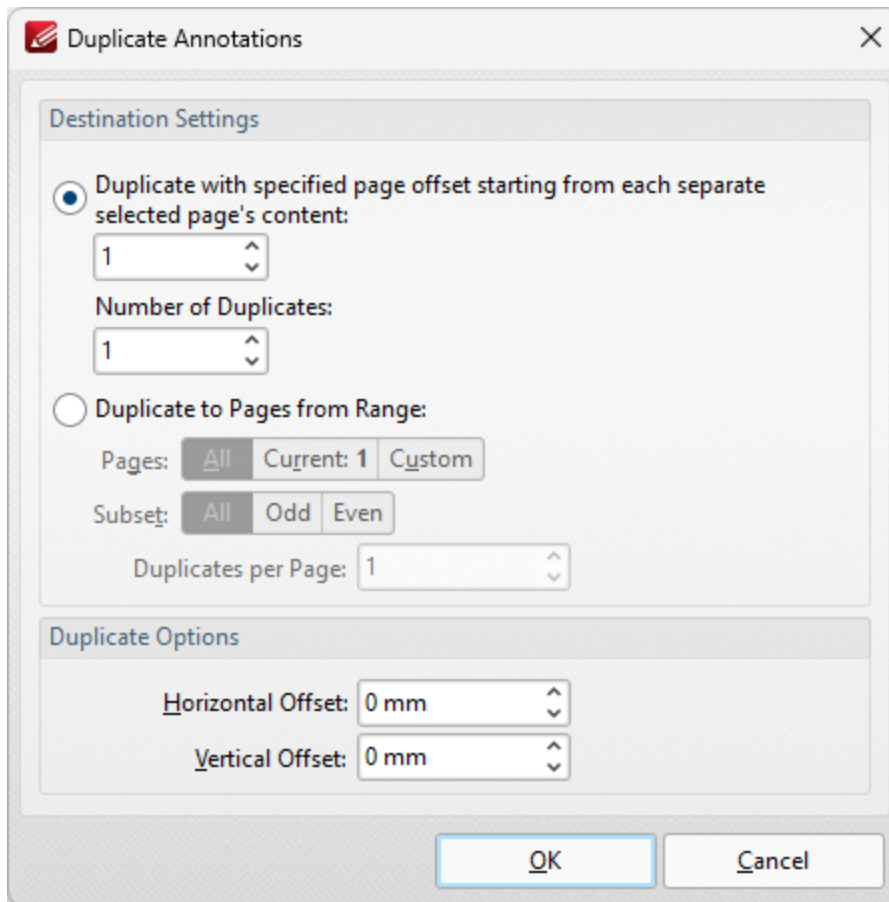 Duplicate Annotations
Destination Settings
Duplicate with specified page offset starting from each separate
selected page's content:
1
Number of Duplicates:
1
Duplicate to Pages from Range:
Pages: All Current: 1 Custom
Subset: All Odd Even
Duplicates per Page: 1
Duplicate Options
Horizontal Offset: 0 mm
Vertical Offset: 0 mm
OK Cancel